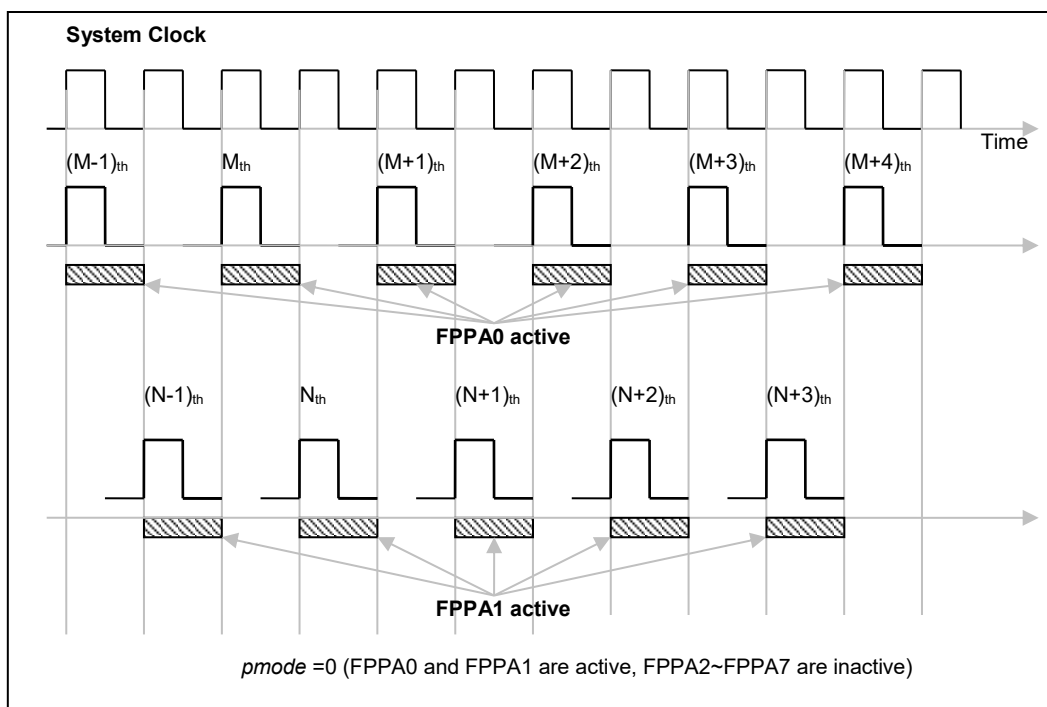 System Clock
Time
(M-1)th Mth (M+1)th (M+2)th (M+3)th (M+4)th
FPPA0 active
(N-1)th Nth (N+1)th (N+2)th (N+3)th
FPPA1 active
pmode =0 (FPPA0 and FPPA1 are active, FPPA2~FPPA7 are inactive)